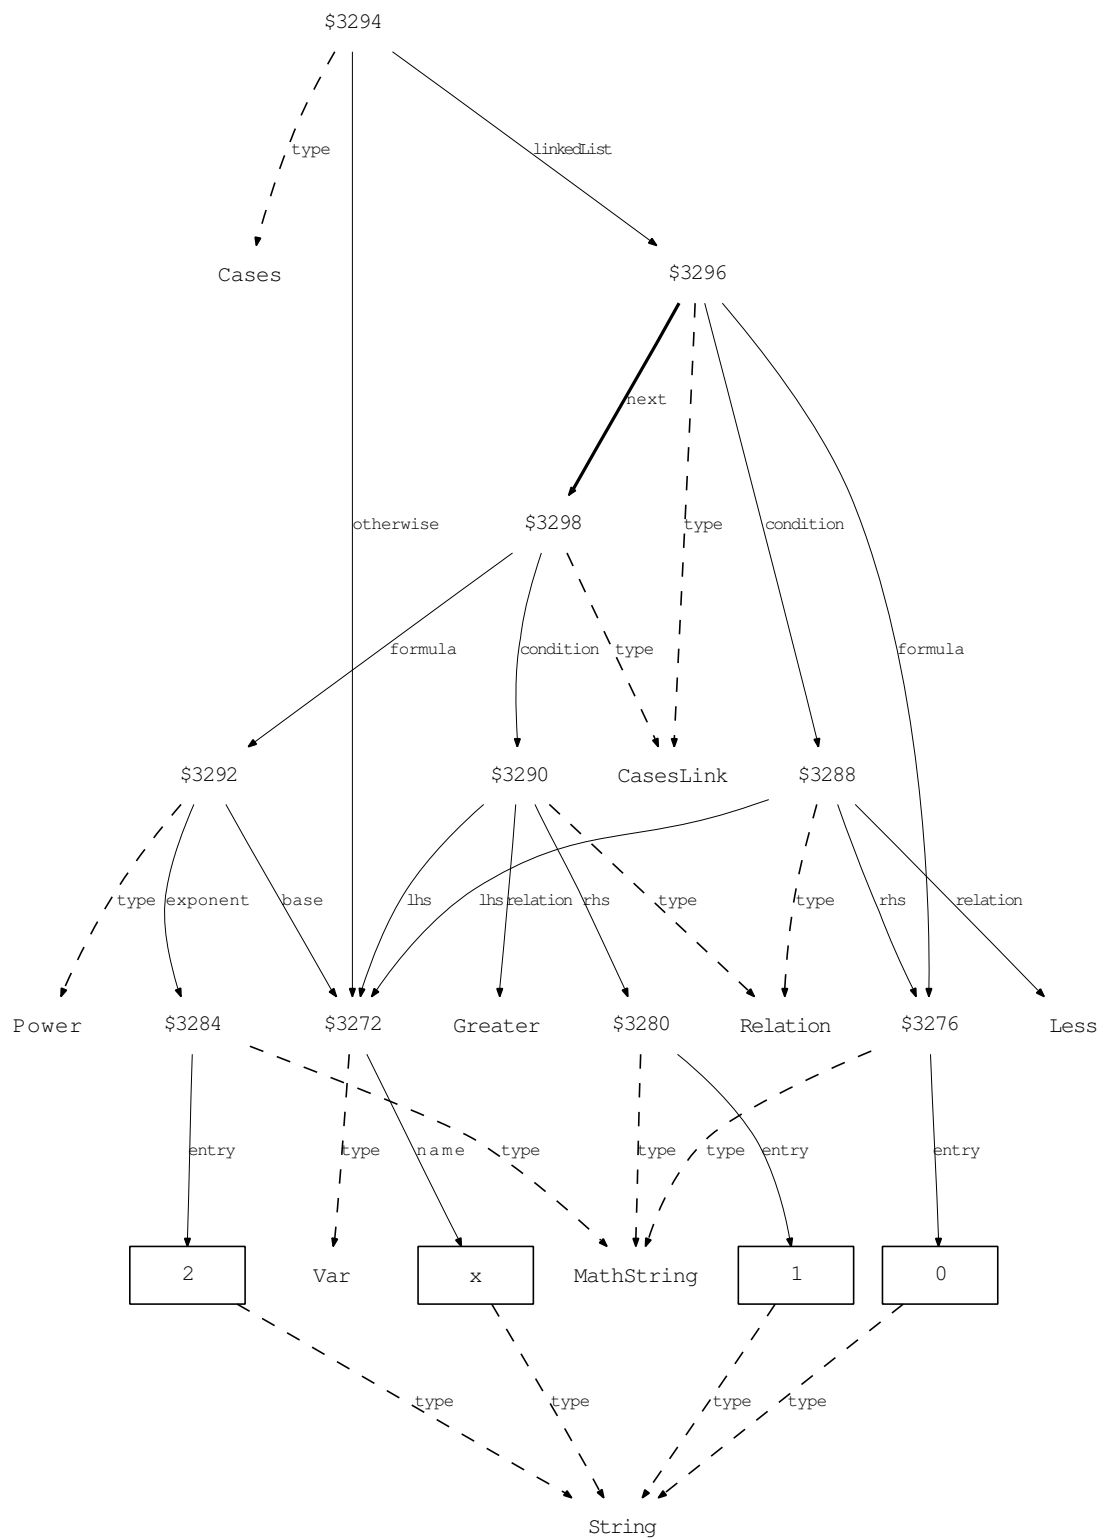 $3294
type
linkedList
Cases
$3296
next
$3298
otherwise
type
condition
formula
condition
type
formula
$3292
$3290
CasesLink
$3288
type
exponent
base
lhs
lhs
relation
rhs
type
type
rhs
relation
Power
$3284
$3272
Greater
$3280
Relation
$3276
Less
entry
type
name
type
type
type
entry
entry
2
Var
x
MathString
1
0
type
type
type
type
String